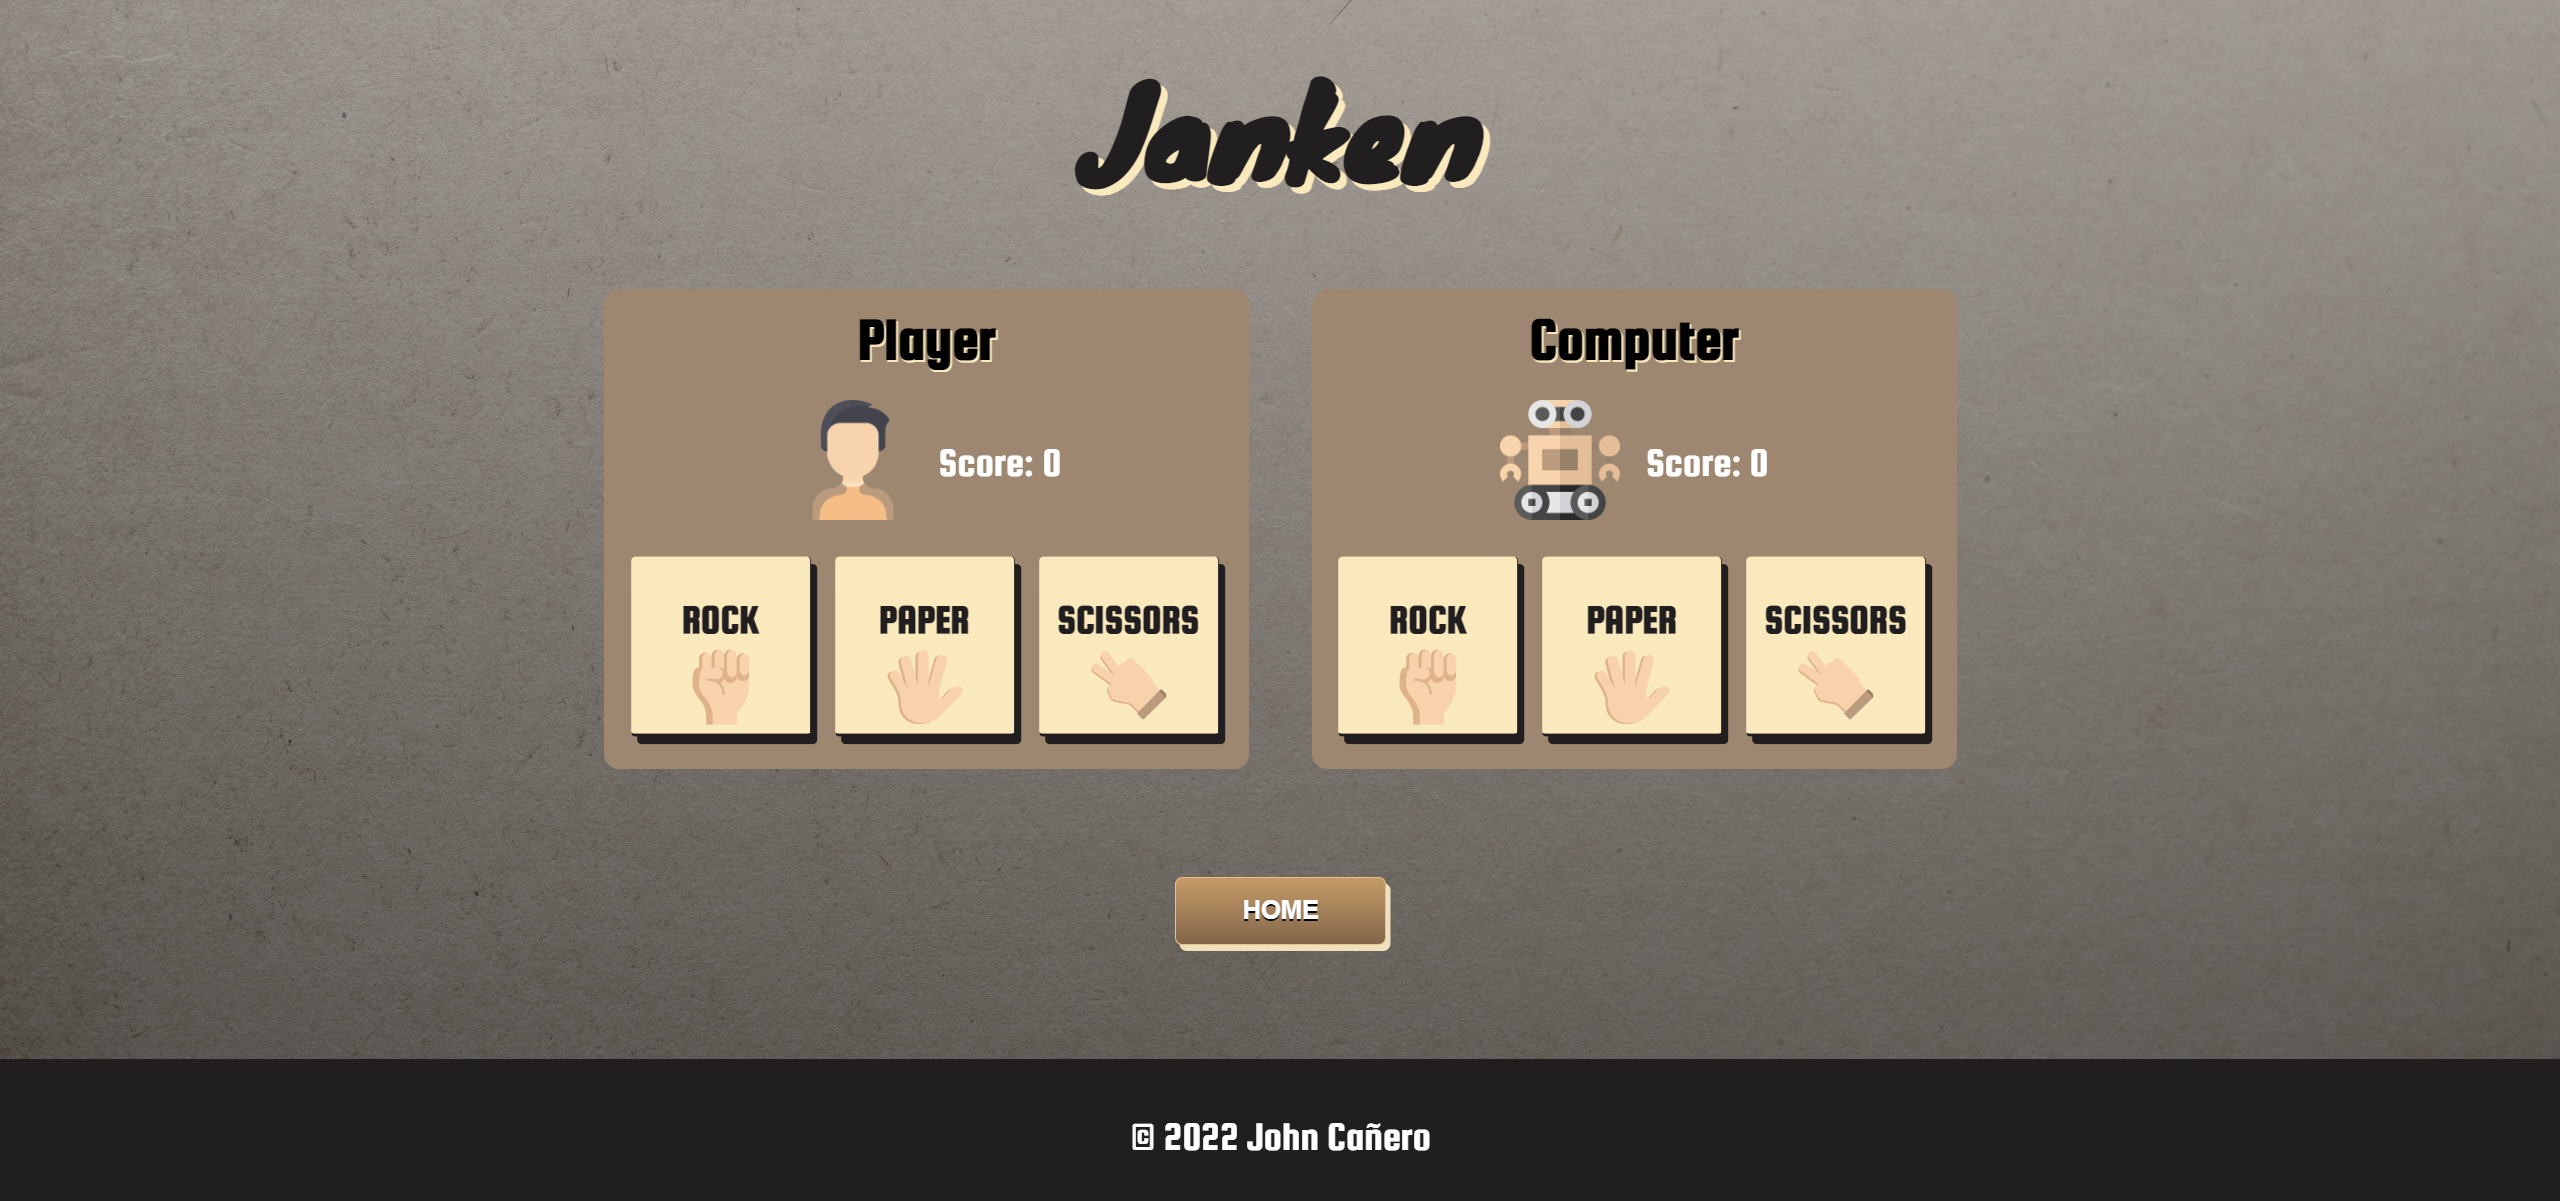 Janken
Player
Score: 0
ROCK
PAPER
SCISSORS
Computer
Score: 0
ROCK
PAPER
SCISSORS
HOME
© 2022 John Cañero